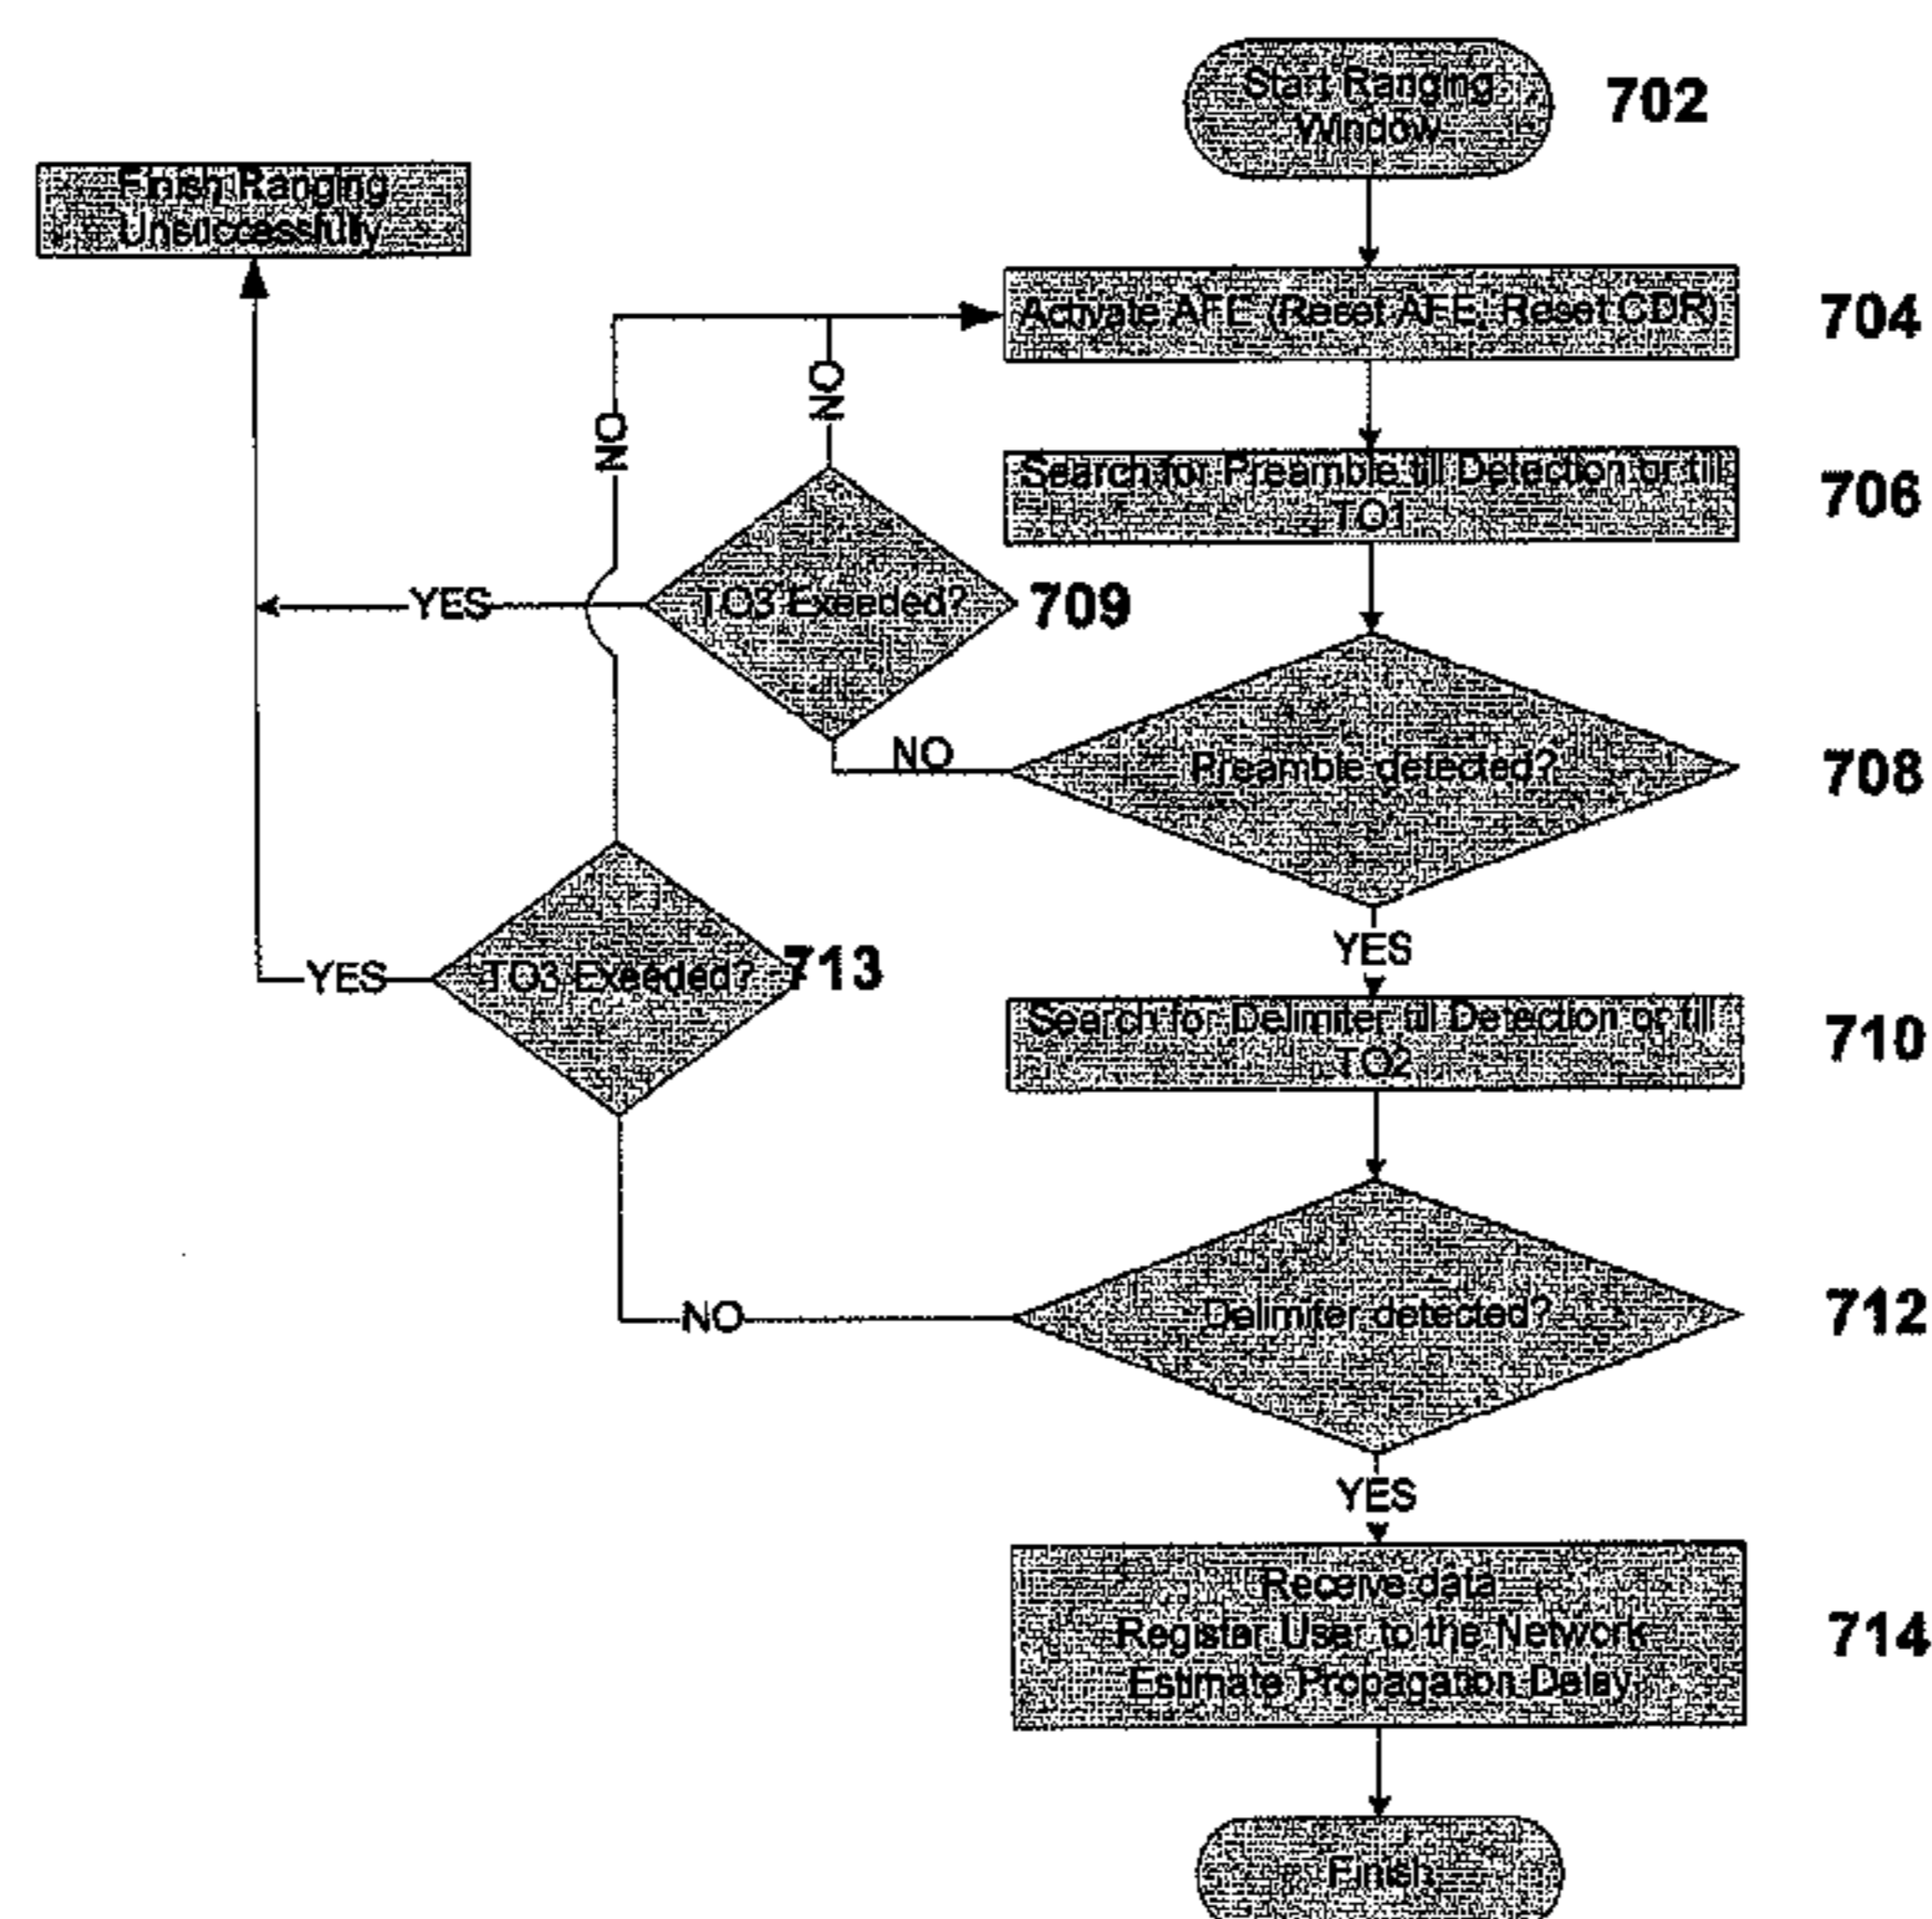 Start Ranging
Window
702
Finish Ranging
Unsuccessfully
Activate AFE (Reset AFE, Reset CDR)
704
NO
NO
Search for Preamble till Detection or till
TO1
706
YES
TO3 Exeeded?
709
NO
Preamble detected?
708
YES
YES
TO3 Exeeded?
713
Search for Delimiter till Detection or till
TO2
710
NO
Delimiter detected?
712
YES
Receive data
Register User to the Network
Estimate Propagation Delay
714
Finish